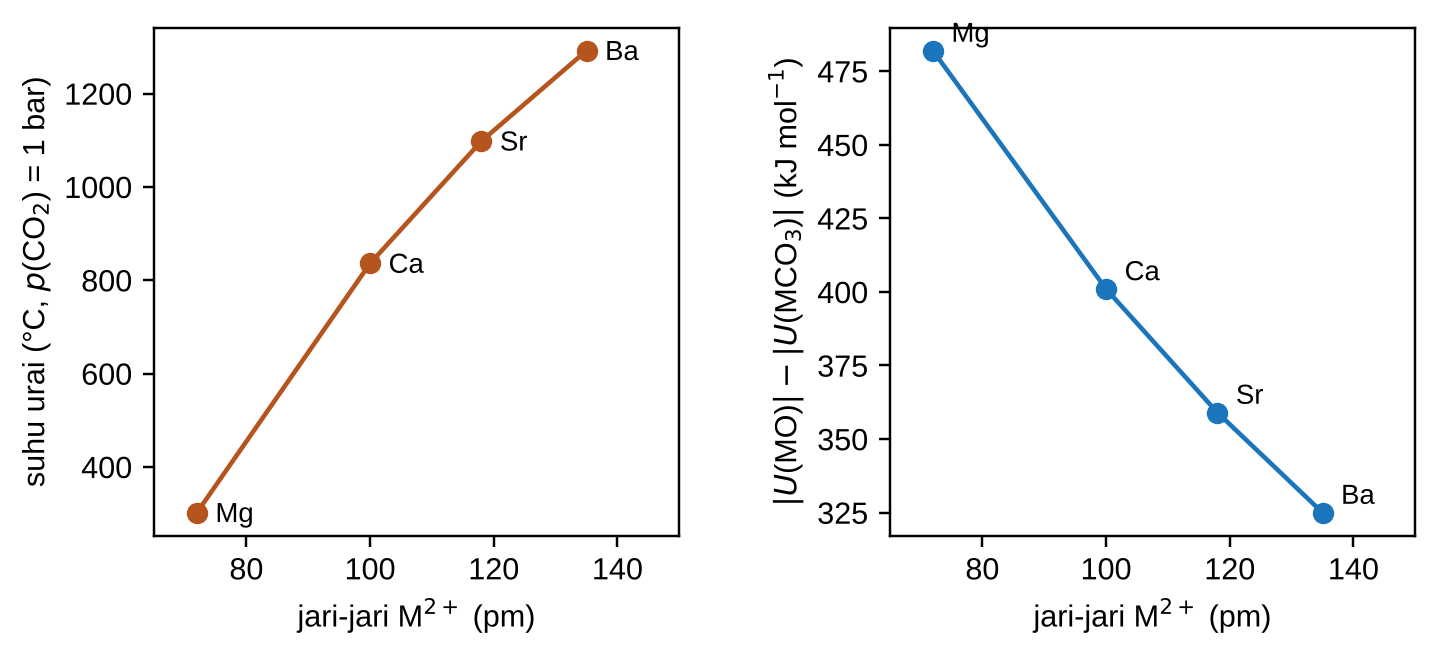 suhu urai (°C, p(CO₂) = 1 bar)
1200
1000
800
600
400
Ba
Sr
Ca
Mg
80 100 120 140
jari-jari M²⁺ (pm)
|U(MO)| − |U(MCO₃)| (kJ mol⁻¹)
475
450
425
400
375
350
325
Mg
Ca
Sr
Ba
80 100 120 140
jari-jari M²⁺ (pm)